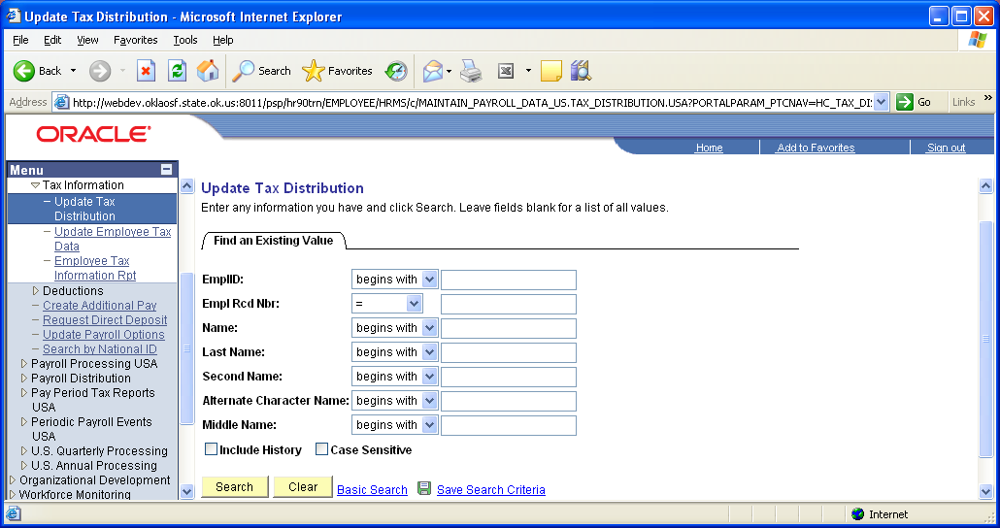 Update Tax Distribution - Microsoft Internet Explorer
File Edit View Favorites Tools Help
Back Search Favorites
Address http://webdev.oklaosf.state.ok.us:8011/psp/hr90trn/EMPLOYEE/HRMS/c/MAINTAIN_PAYROLL_DATA_US.TAX_DISTRIBUTION.USA?PORTALPARAM_PTCNAV=HC_TAX_DI Go Links »
ORACLE
Home Add to Favorites Sign out
Menu
Tax Information
Update Tax
Distribution
Update Employee Tax
Data
Employee Tax
Information Rpt
Deductions
Create Additional Pay
Request Direct Deposit
Update Payroll Options
Search by National ID
Payroll Processing USA
Payroll Distribution
Pay Period Tax Reports
USA
Periodic Payroll Events
USA
U.S. Quarterly Processing
U.S. Annual Processing
Organizational Development
Workforce Monitoring
Update Tax Distribution
Enter any information you have and click Search. Leave fields blank for a list of all values.
Find an Existing Value
EmplID: begins with
Empl Rcd Nbr: =
Name: begins with
Last Name: begins with
Second Name: begins with
Alternate Character Name: begins with
Middle Name: begins with
Include History Case Sensitive
Search Clear Basic Search Save Search Criteria
Internet